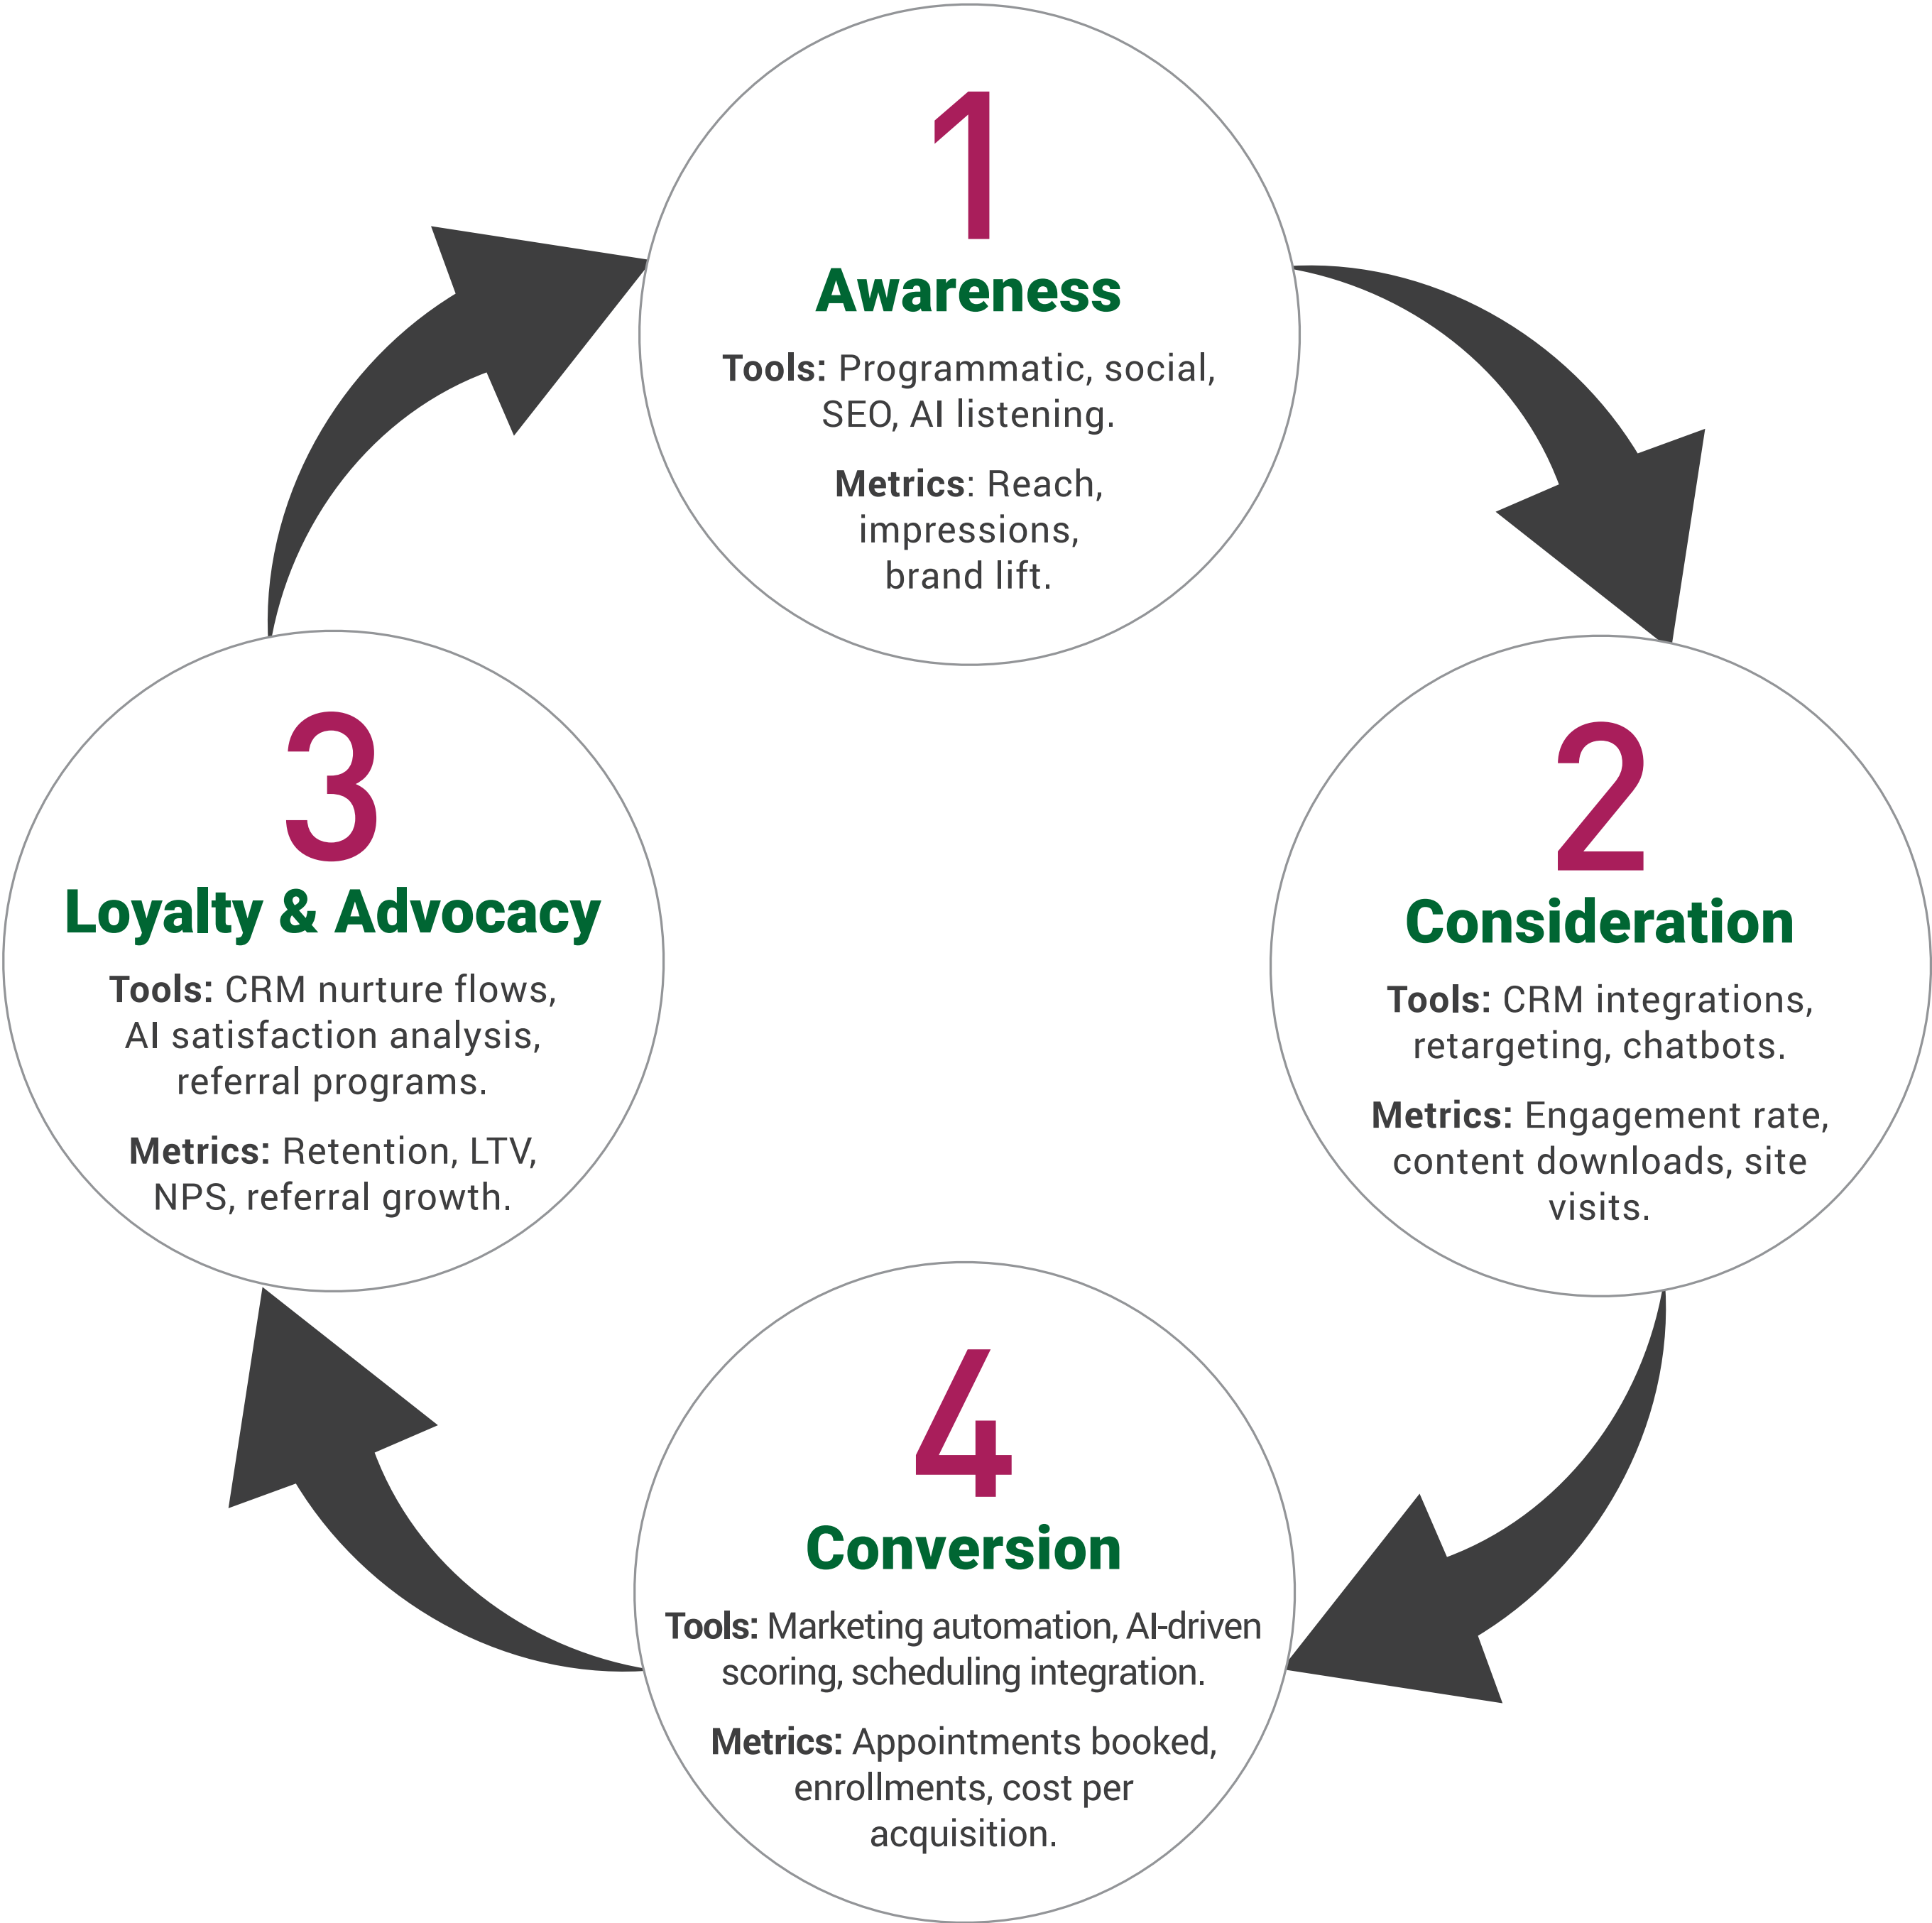 1
Awareness
Tools: Programmatic, social,
SEO, AI listening.
Metrics: Reach,
impressions,
brand lift.
2
Consideration
Tools: CRM integrations,
retargeting, chatbots.
Metrics: Engagement rate,
content downloads, site
visits.
3
Loyalty & Advocacy
Tools: CRM nurture flows,
AI satisfaction analysis,
referral programs.
Metrics: Retention, LTV,
NPS, referral growth.
4
Conversion
Tools: Marketing automation, AI-driven
scoring, scheduling integration.
Metrics: Appointments booked,
enrollments, cost per
acquisition.